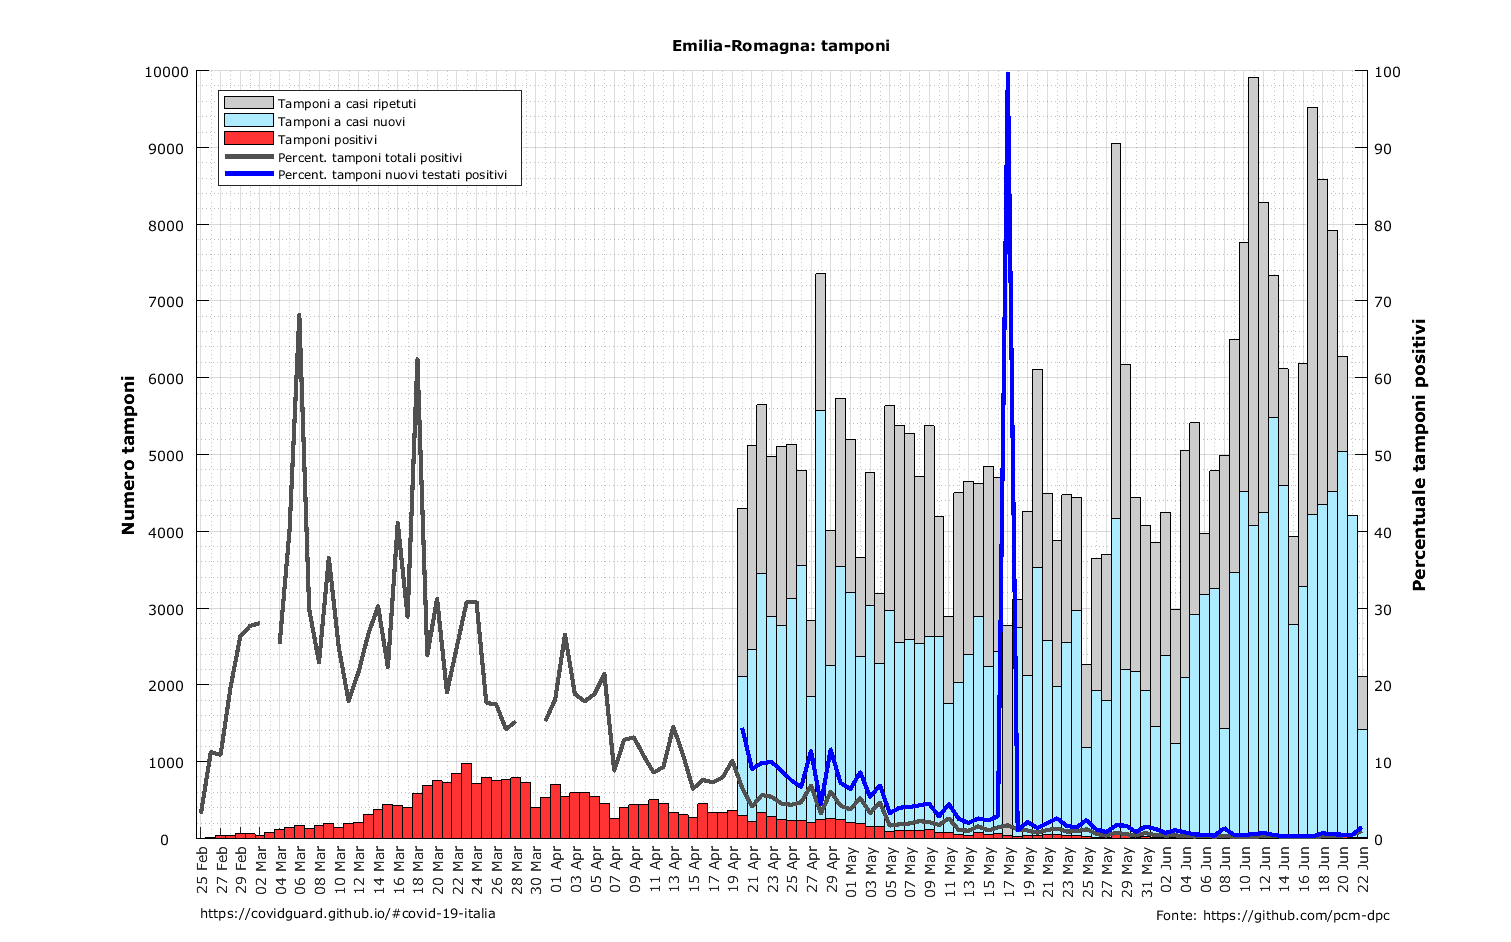 Emilia-Romagna: tamponi
Tamponi a casi ripetuti
Tamponi a casi nuovi
Tamponi positivi
Percent. tamponi totali positivi
Percent. tamponi nuovi testati positivi
Numero tamponi
10000
9000
8000
7000
6000
5000
4000
3000
2000
1000
0
100
90
80
70
60
50
40
30
20
10
0
Percentuale tamponi positivi
25 Feb
27 Feb
29 Feb
02 Mar
04 Mar
06 Mar
08 Mar
10 Mar
12 Mar
14 Mar
16 Mar
18 Mar
20 Mar
22 Mar
24 Mar
26 Mar
28 Mar
30 Mar
01 Apr
03 Apr
05 Apr
07 Apr
09 Apr
11 Apr
13 Apr
15 Apr
17 Apr
19 Apr
21 Apr
23 Apr
25 Apr
27 Apr
29 Apr
01 May
03 May
05 May
07 May
09 May
11 May
13 May
15 May
17 May
19 May
21 May
23 May
25 May
27 May
29 May
31 May
02 Jun
04 Jun
06 Jun
08 Jun
10 Jun
12 Jun
14 Jun
16 Jun
18 Jun
20 Jun
22 Jun
https://covidguard.github.io/#covid-19-italia
Fonte: https://github.com/pcm-dpc